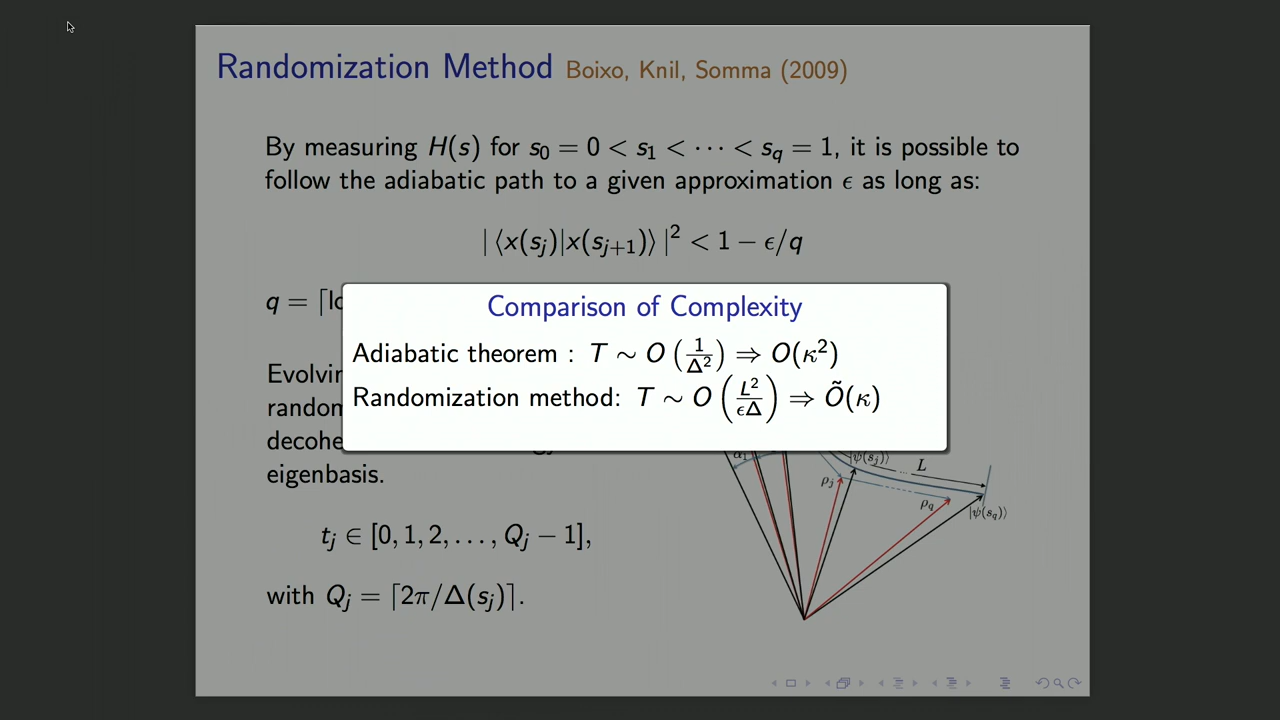 Randomization Method Boixo, Knil, Somma (2009)
By measuring H(s) for s₀ = 0 < s₁ < ⋯ < s_q = 1, it is possible to
follow the adiabatic path to a given approximation ϵ as long as:
|⟨x(s_j)|x(s_{j+1})⟩|² < 1 − ϵ/q
q = ⌈
Comparison of Complexity
Adiabatic theorem : T ∼ O(1/Δ²) ⇒ O(κ²)
Randomization method: T ∼ O(L²/ϵΔ) ⇒ Õ(κ)
eigenbasis.
t_j ∈ [0, 1, 2, …, Q_j − 1],
with Q_j = ⌈2π/Δ(s_j)⌉.
α₁
|ψ(s_j)⟩
L
ρ_j
ρ_q
|ψ(s_q)⟩